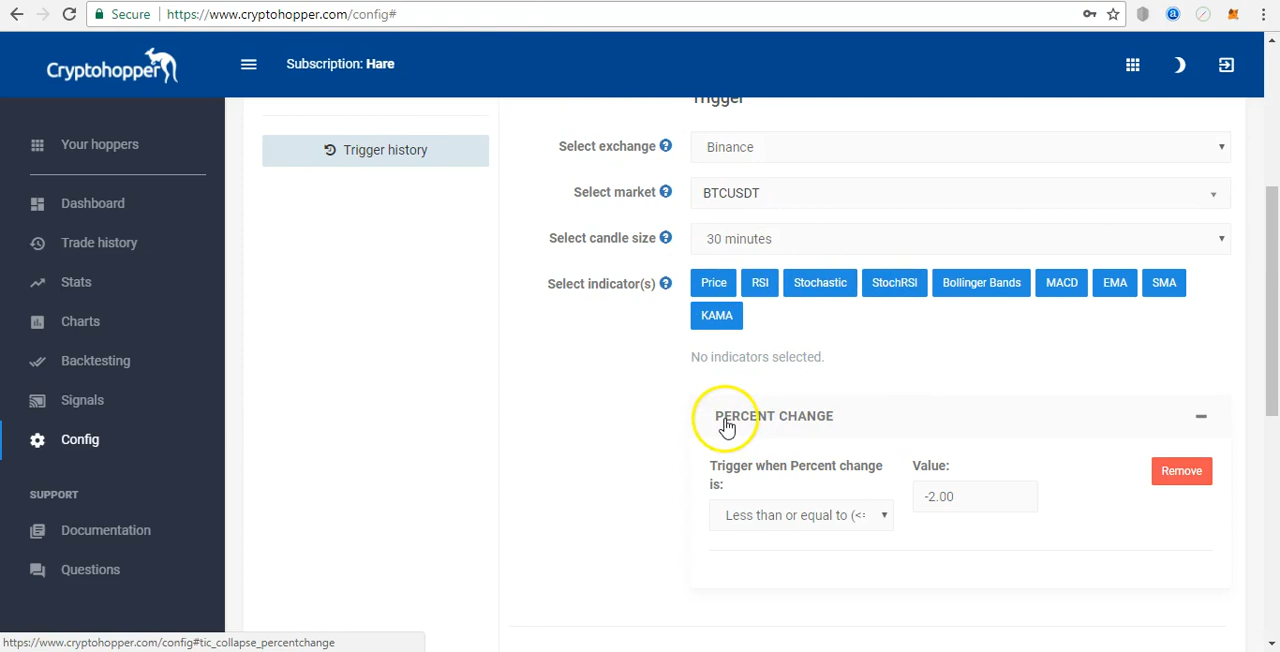 Secure https://www.cryptohopper.com/config#
Cryptohopper
Subscription: Hare
Your hoppers
Dashboard
Trade history
Stats
Charts
Backtesting
Signals
Config
SUPPORT
Documentation
Questions
Trigger history
Trigger
Select exchange ?
Binance
Select market ?
BTCUSDT
Select candle size ?
30 minutes
Select indicator(s) ?
Price RSI Stochastic StochRSI Bollinger Bands MACD EMA SMA
KAMA
No indicators selected.
PERCENT CHANGE
Trigger when Percent change
is:
Less than or equal to (<=
Value:
-2.00
Remove
https://www.cryptohopper.com/config#tic_collapse_percentchange